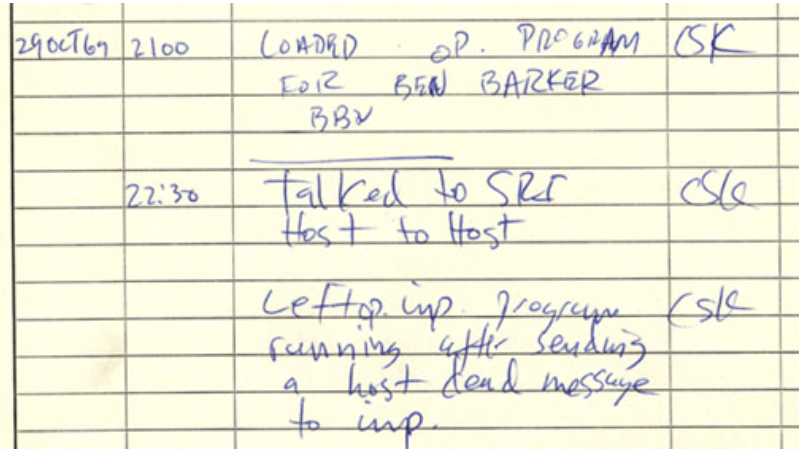 29OCT69 2100 LOADED OP. PROGRAM CSK
FOR BEN BARKER
BBN
22:30 Talked to SRI CSK
Host to Host
Left op. imp. program CSK
running after sending
a host dead message
to imp.